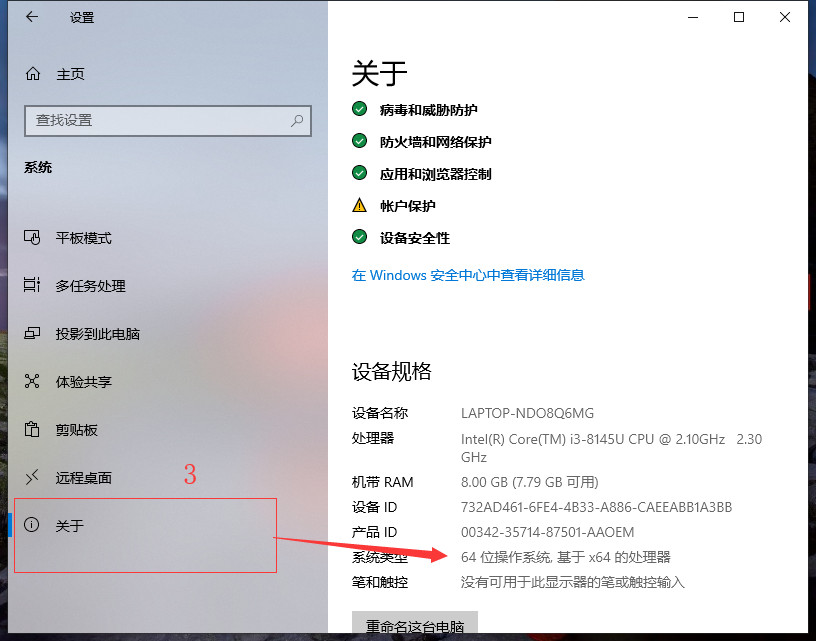 设置
主页
查找设置
系统
平板模式
多任务处理
投影到此电脑
体验共享
剪贴板
远程桌面
3
关于
关于
病毒和威胁防护
防火墙和网络保护
应用和浏览器控制
帐户保护
设备安全性
在 Windows 安全中心中查看详细信息
设备规格
设备名称 LAPTOP-NDO8Q6MG
处理器 Intel(R) Core(TM) i3-8145U CPU @ 2.10GHz 2.30
GHz
机带 RAM 8.00 GB (7.79 GB 可用)
设备 ID 732AD461-6FE4-4B33-A886-CAEEABB1A3BB
产品 ID 00342-35714-87501-AAOEM
系统类型 64 位操作系统, 基于 x64 的处理器
笔和触控 没有可用于此显示器的笔或触控输入
重命名这台电脑